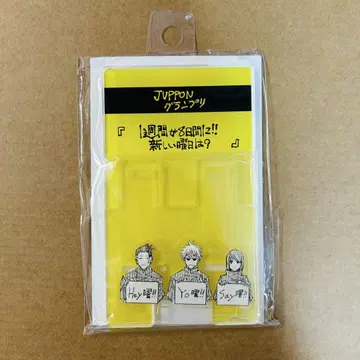 JUPPON
グランプリ
『 1週間が8日間に!!
新しい曜日は? 』
Hey曜!!
Yo曜!!
Say曜!!